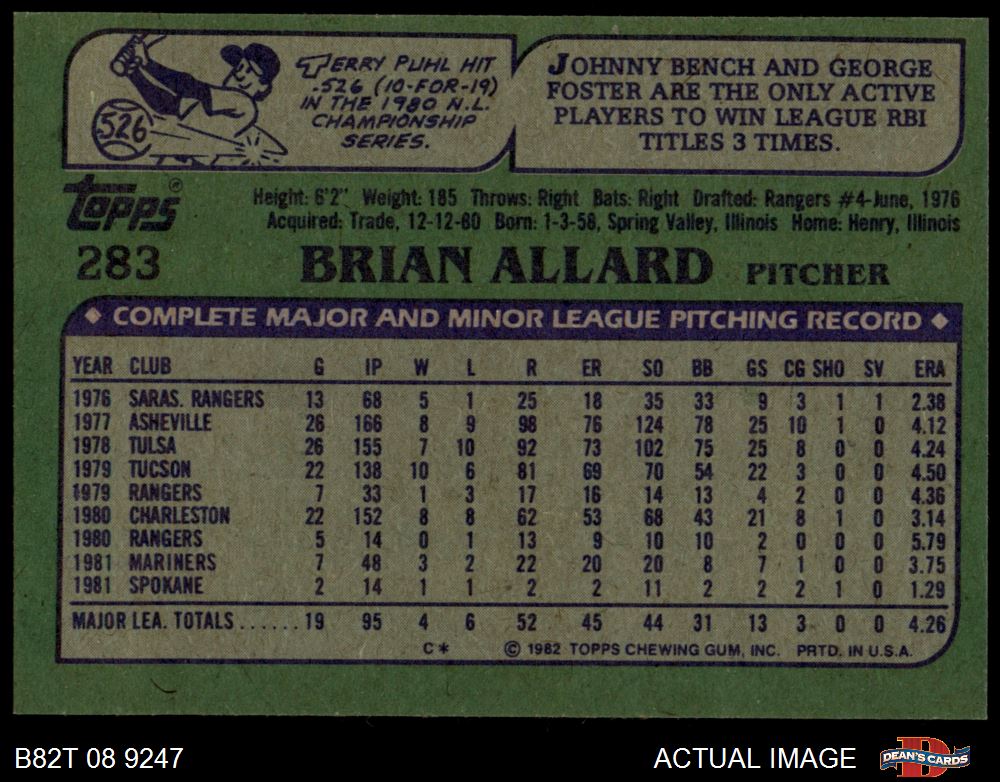 TERRY PUHL HIT
.526 (10-FOR-19)
IN THE 1980 N.L.
CHAMPIONSHIP
SERIES.
526
JOHNNY BENCH AND GEORGE
FOSTER ARE THE ONLY ACTIVE
PLAYERS TO WIN LEAGUE RBI
TITLES 3 TIMES.
topps®
Height: 6'2" Weight: 185 Throws: Right Bats: Right Drafted: Rangers #4-June, 1976
Acquired: Trade, 12-12-80 Born: 1-3-58, Spring Valley, Illinois Home: Henry, Illinois
283 BRIAN ALLARD PITCHER
COMPLETE MAJOR AND MINOR LEAGUE PITCHING RECORD
YEAR CLUB G IP W L R ER SO BB GS CG SHO SV ERA
1976 SARAS. RANGERS 13 68 5 1 25 18 35 33 9 3 1 1 2.38
1977 ASHEVILLE 26 166 8 9 98 76 124 78 25 10 1 0 4.12
1978 TULSA 26 155 7 10 92 73 102 75 25 8 0 0 4.24
1979 TUCSON 22 138 10 6 81 69 70 54 22 3 0 0 4.50
1979 RANGERS 7 33 1 3 17 16 14 13 4 2 0 0 4.36
1980 CHARLESTON 22 152 8 8 62 53 68 43 21 8 1 0 3.14
1980 RANGERS 5 14 0 1 13 9 10 10 2 0 0 0 5.79
1981 MARINERS 7 48 3 2 22 20 20 8 7 1 0 0 3.75
1981 SPOKANE 2 14 1 1 2 2 11 2 2 2 1 0 1.29
MAJOR LEA. TOTALS ...... 19 95 4 6 52 45 44 31 13 3 0 0 4.26
C* © 1982 TOPPS CHEWING GUM, INC. PRTD. IN U.S.A.
B82T 08 9247 ACTUAL IMAGE DEAN'S CARDS